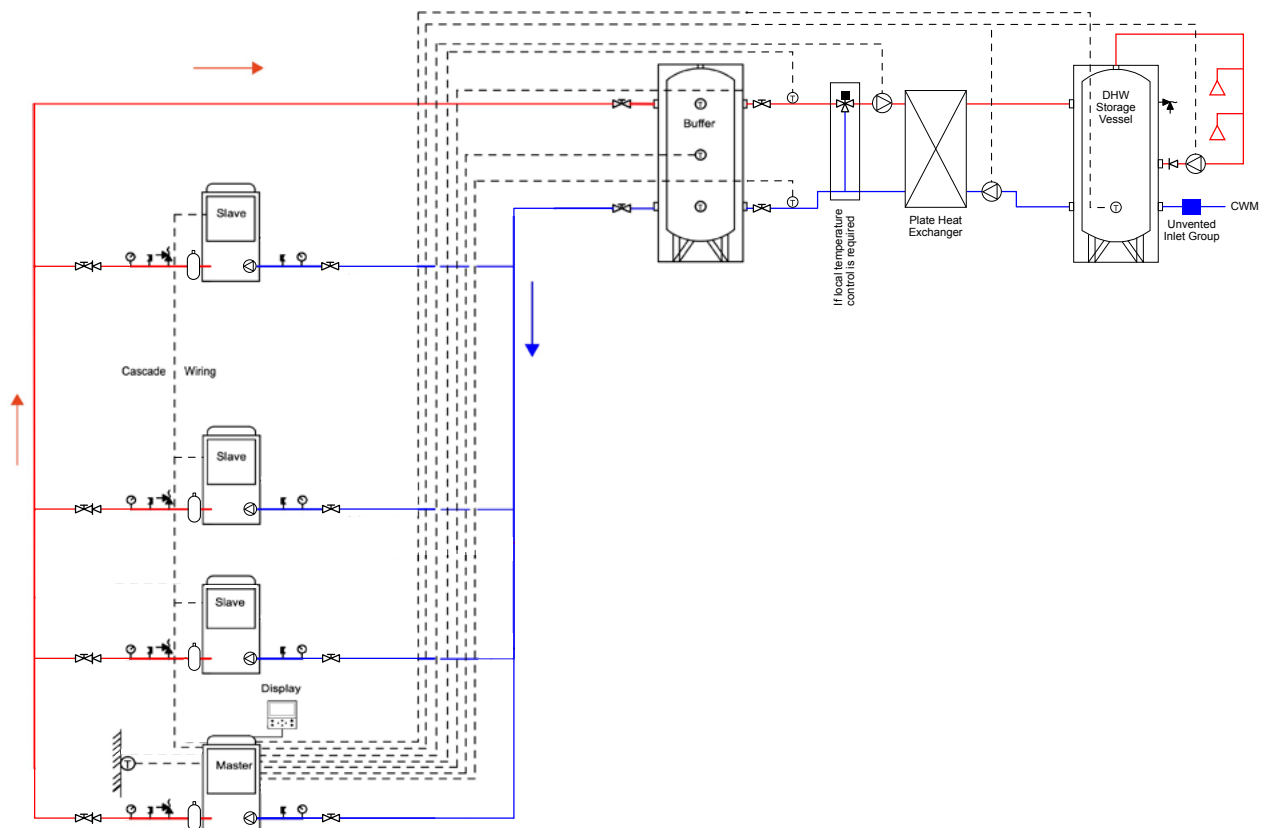 DHW
Storage
Vessel
Buffer
T
T
T
T
T
T
CWM
Unvented
Inlet Group
Plate Heat
Exchanger
If local temperature
control is required
Slave
Cascade Wiring
Slave
Slave
Display
Master
T